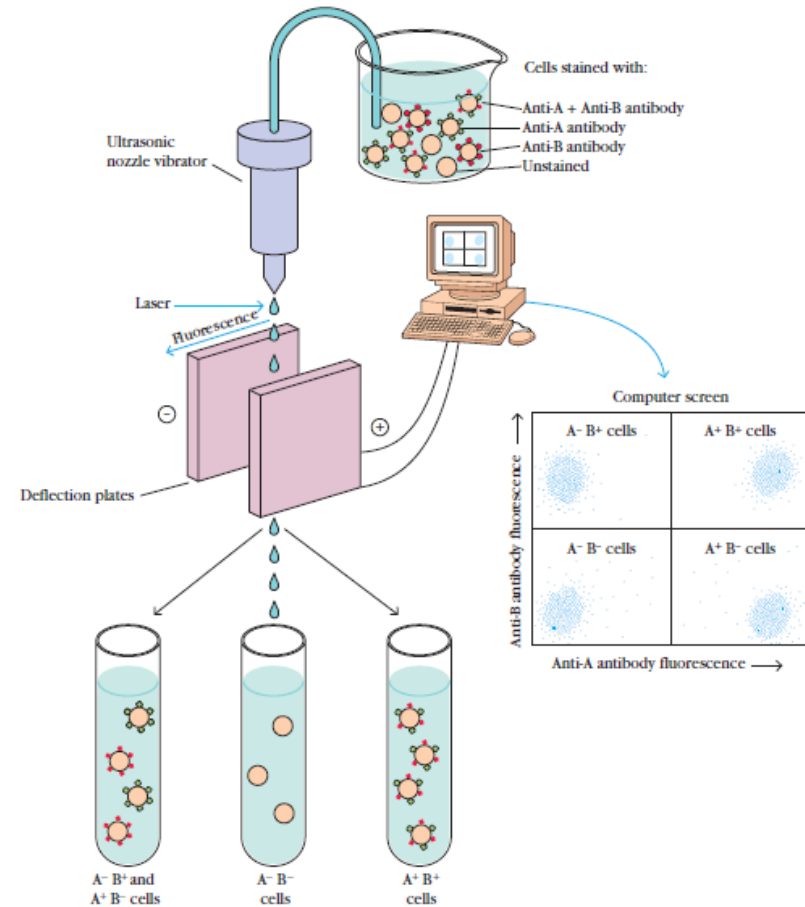 Cells stained with:
Anti-A + Anti-B antibody
Anti-A antibody
Anti-B antibody
Unstained
Ultrasonic
nozzle vibrator
Laser
Fluorescence
−
+
Deflection plates
Computer screen
A− B+ cells
A+ B+ cells
A− B− cells
A+ B− cells
Anti-B antibody fluorescence
Anti-A antibody fluorescence
A− B+ and
A+ B− cells
A− B−
cells
A+ B+
cells